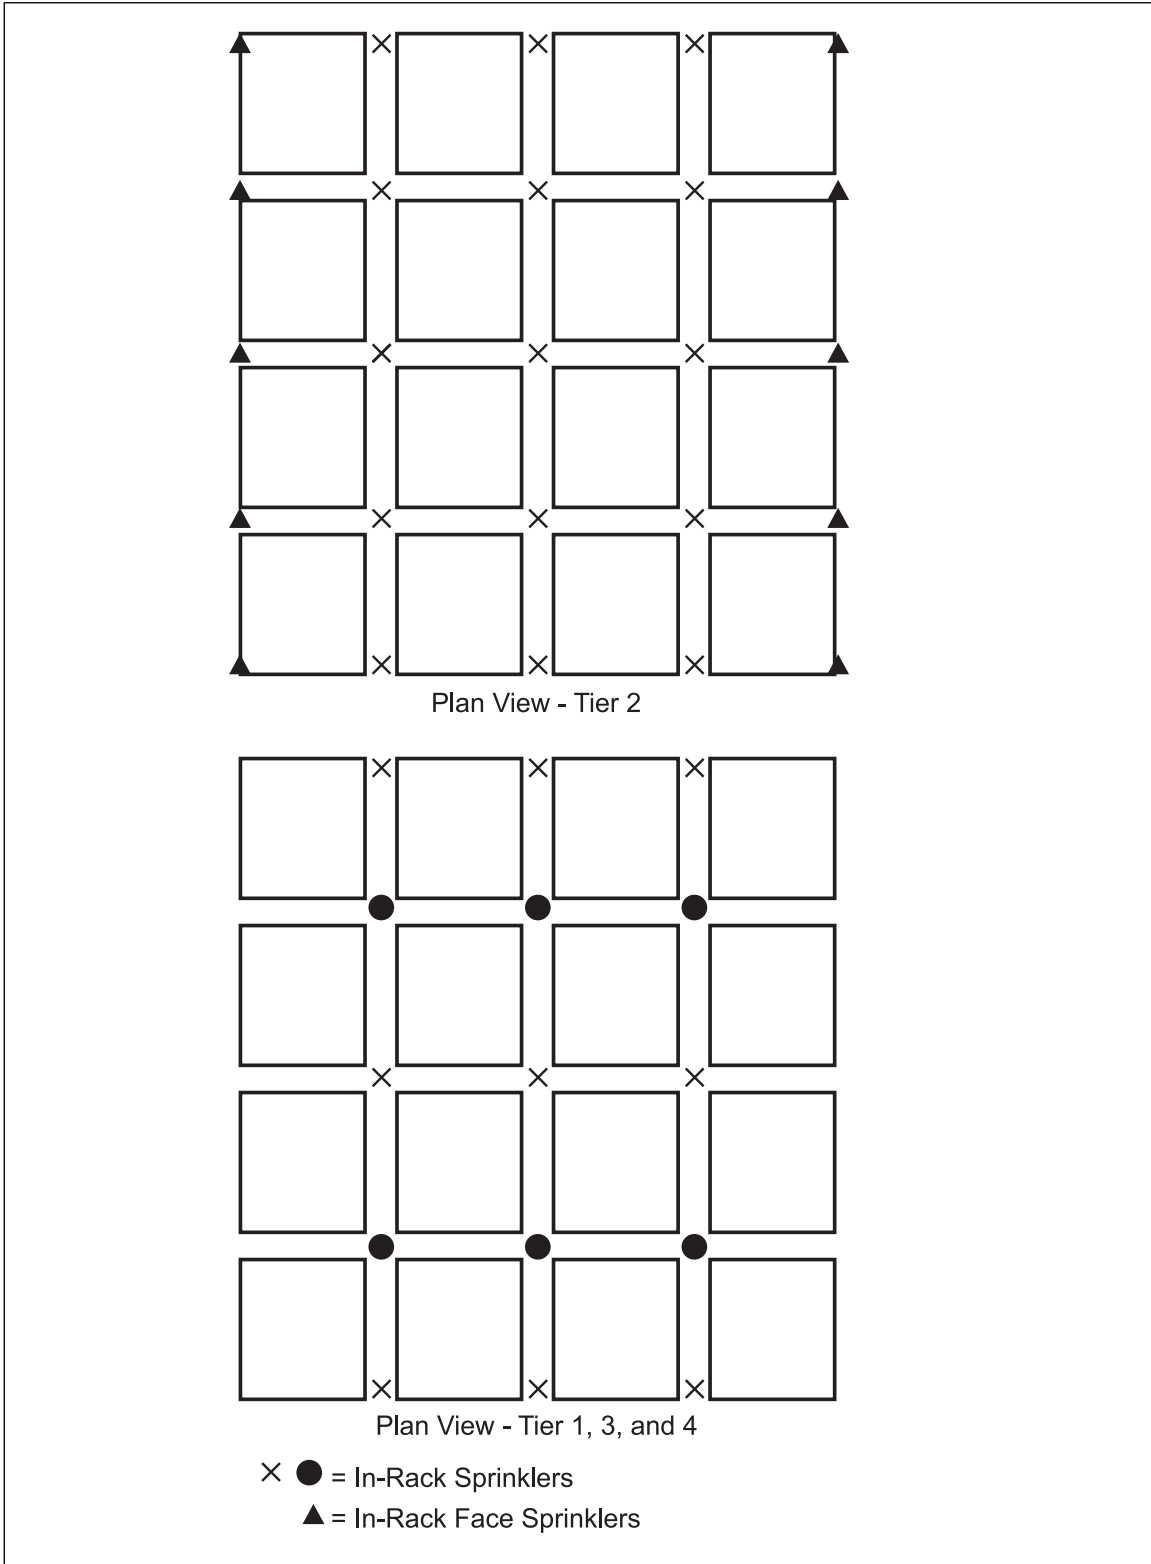 Plan View - Tier 2
Plan View - Tier 1, 3, and 4
= In-Rack Sprinklers
= In-Rack Face Sprinklers